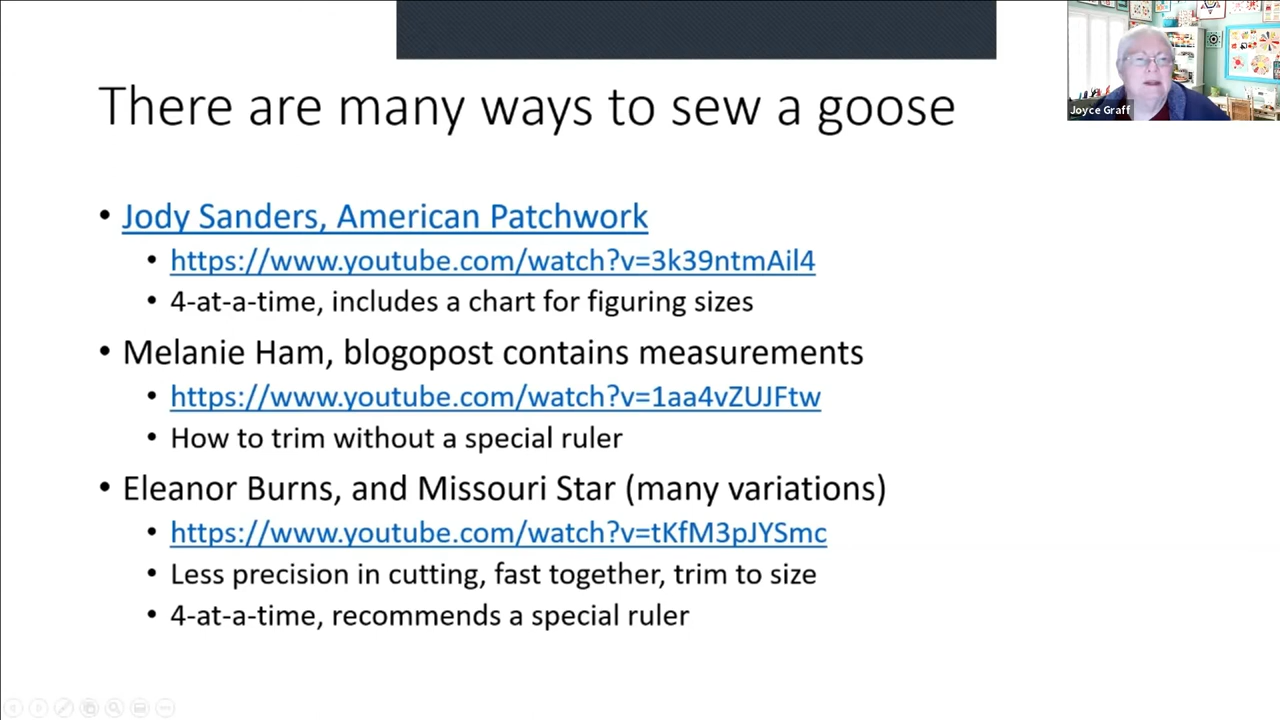 There are many ways to sew a goose
Joyce Graff
• Jody Sanders, American Patchwork
• https://www.youtube.com/watch?v=3k39ntmAil4
• 4-at-a-time, includes a chart for figuring sizes
• Melanie Ham, blogopost contains measurements
• https://www.youtube.com/watch?v=1aa4vZUJFtw
• How to trim without a special ruler
• Eleanor Burns, and Missouri Star (many variations)
• https://www.youtube.com/watch?v=tKfM3pJYSmc
• Less precision in cutting, fast together, trim to size
• 4-at-a-time, recommends a special ruler